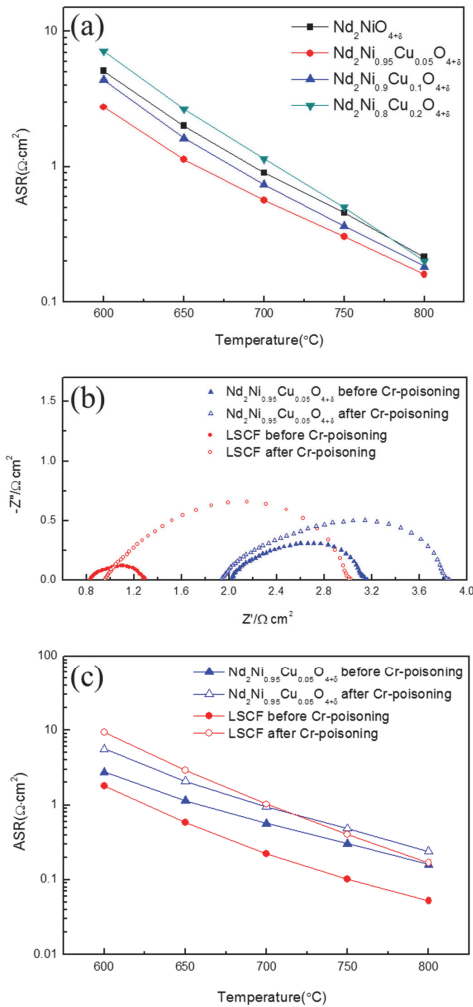 (a)
Nd₂NiO₄₊δ
Nd₂Ni₀.₉₅Cu₀.₀₅O₄₊δ
Nd₂Ni₀.₉Cu₀.₁O₄₊δ
Nd₂Ni₀.₈Cu₀.₂O₄₊δ
10
1
0.1
ASR(Ω·cm²)
600 650 700 750 800
Temperature(°C)
(b)
Nd₂Ni₀.₉₅Cu₀.₀₅O₄₊δ before Cr-poisoning
Nd₂Ni₀.₉₅Cu₀.₀₅O₄₊δ after Cr-poisoning
LSCF before Cr-poisoning
LSCF after Cr-poisoning
1.5
1.0
0.5
0.0
-Z''/Ω cm²
0.8 1.2 1.6 2.0 2.4 2.8 3.2 3.6 4.0
Z'/Ω cm²
(c)
Nd₂Ni₀.₉₅Cu₀.₀₅O₄₊δ before Cr-poisoning
Nd₂Ni₀.₉₅Cu₀.₀₅O₄₊δ after Cr-poisoning
LSCF before Cr-poisoning
LSCF after Cr-poisoning
100
10
1
0.1
0.01
ASR(Ω·cm²)
600 650 700 750 800
Temperature(°C)